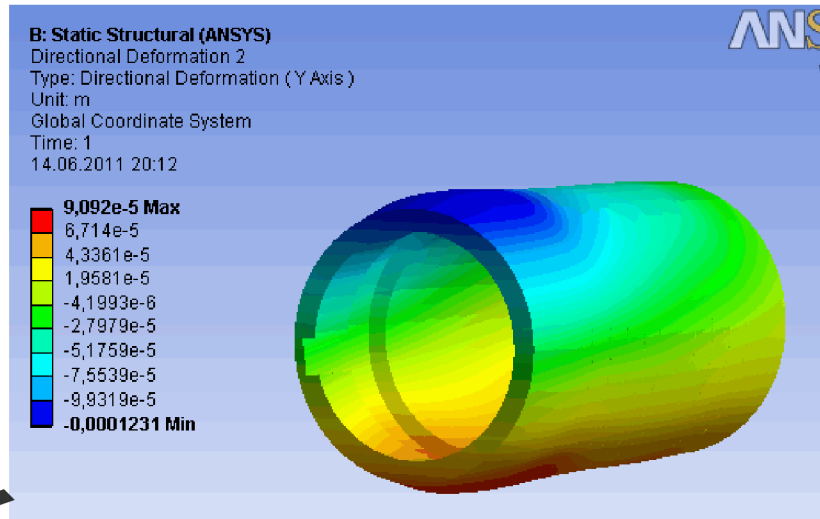 B: Static Structural (ANSYS)
Directional Deformation 2
Type: Directional Deformation ( Y Axis )
Unit: m
Global Coordinate System
Time: 1
14.06.2011 20:12
9,092e-5 Max
6,714e-5
4,3361e-5
1,9581e-5
-4,1993e-6
-2,7979e-5
-5,1759e-5
-7,5539e-5
-9,9319e-5
-0,0001231 Min